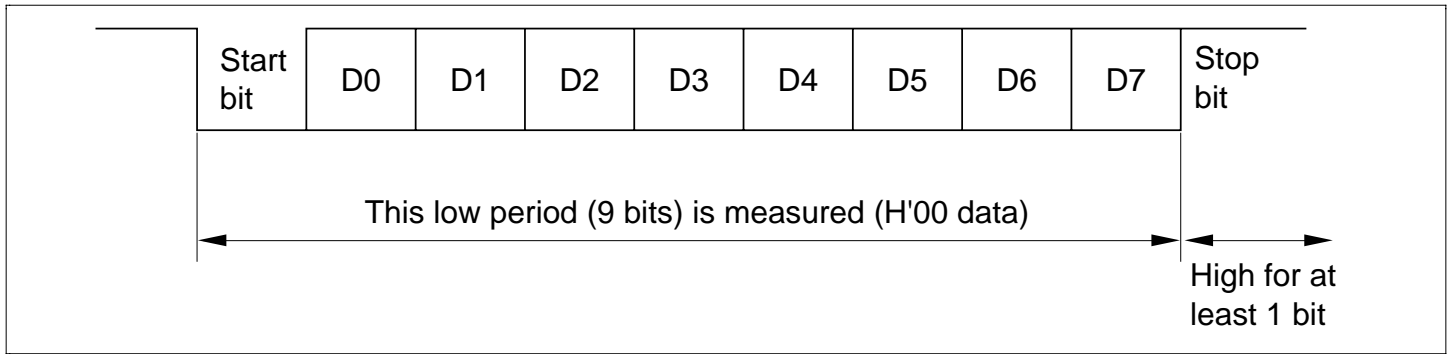 Start
bit
D0 D1 D2 D3 D4 D5 D6 D7
Stop
bit
This low period (9 bits) is measured (H'00 data)
High for at
least 1 bit